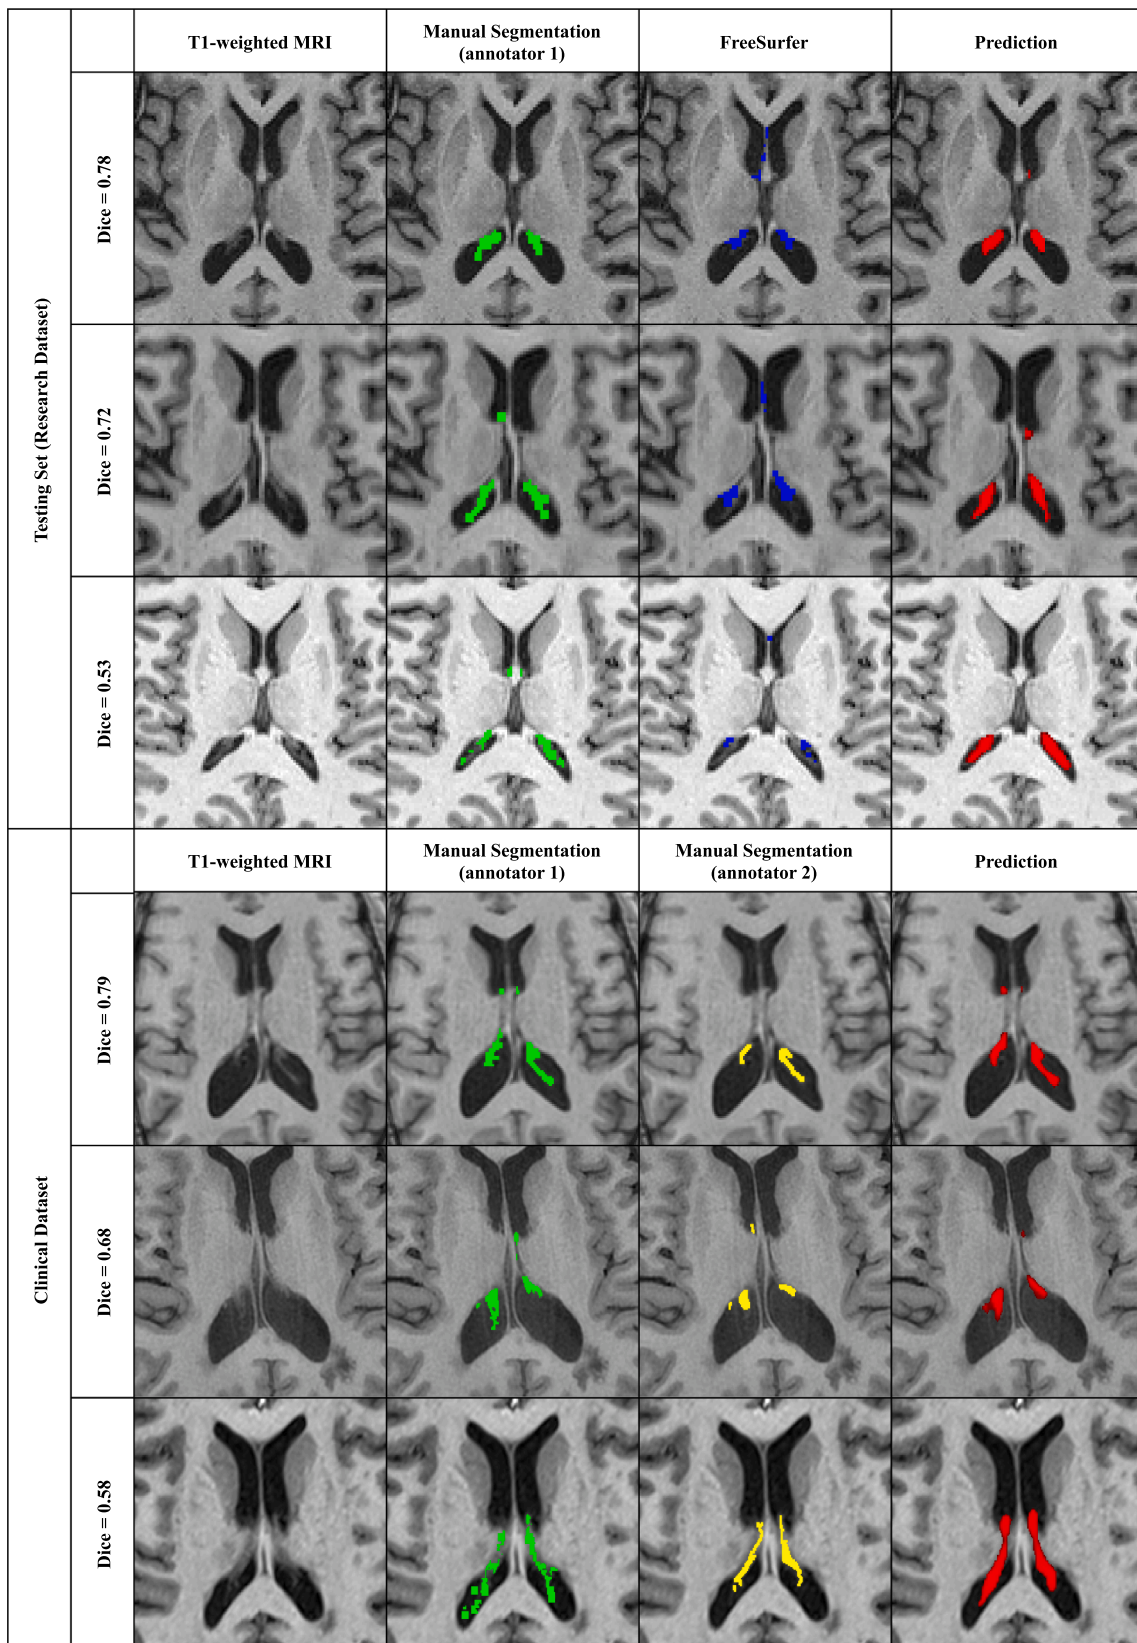 T1-weighted MRI
Manual Segmentation
(annotator 1)
FreeSurfer
Prediction
Testing Set (Research Dataset)
Dice = 0.78
Dice = 0.72
Dice = 0.53
T1-weighted MRI
Manual Segmentation
(annotator 1)
Manual Segmentation
(annotator 2)
Prediction
Clinical Dataset
Dice = 0.79
Dice = 0.68
Dice = 0.58